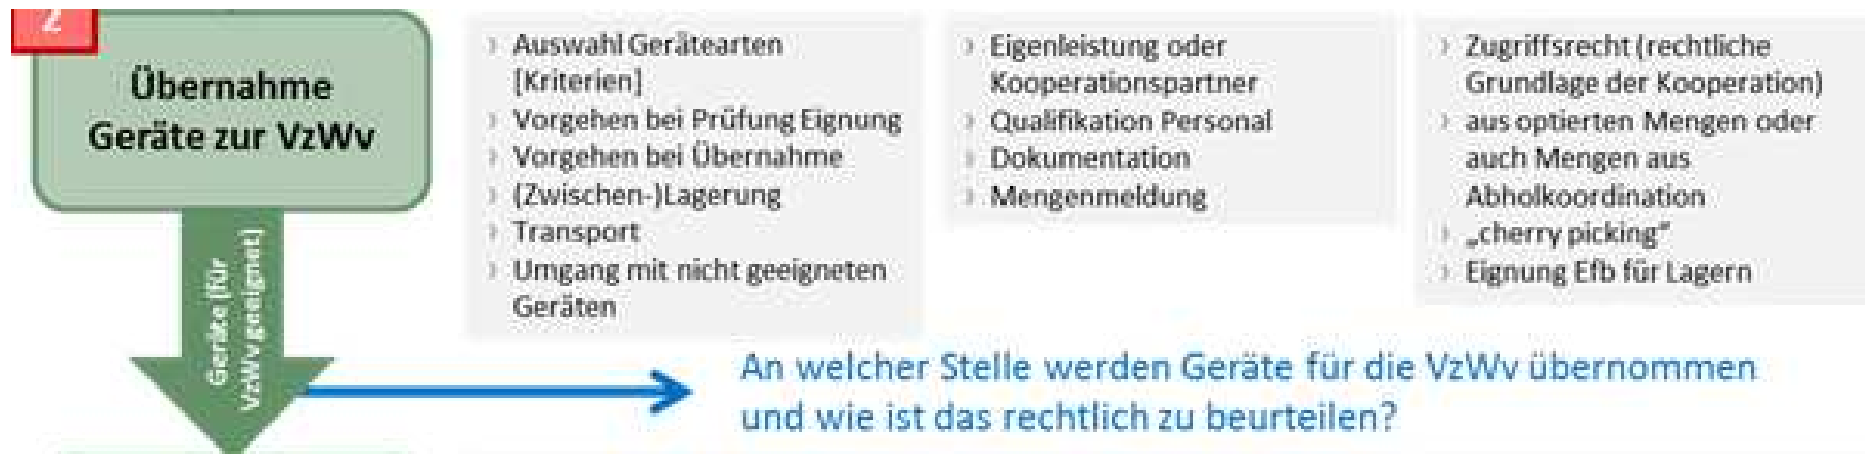 2
Übernahme
Geräte zur VzWv
Geräte (für
VzWv geeignet)
› Auswahl Gerätearten
[Kriterien]
› Vorgehen bei Prüfung Eignung
› Vorgehen bei Übernahme
› (Zwischen-)Lagerung
› Transport
› Umgang mit nicht geeigneten
Geräten
› Eigenleistung oder
Kooperationspartner
› Qualifikation Personal
› Dokumentation
› Mengenmeldung
› Zugriffsrecht (rechtliche
Grundlage der Kooperation)
› aus optierten Mengen oder
auch Mengen aus
Abholkoordination
› „cherry picking“
› Eignung Efb für Lagern
An welcher Stelle werden Geräte für die VzWv übernommen
und wie ist das rechtlich zu beurteilen?